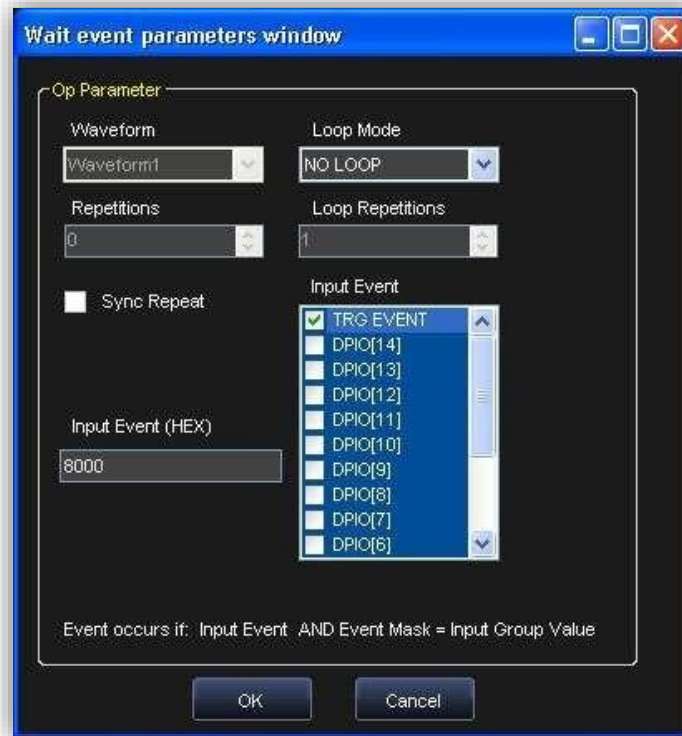 Wait event parameters window
Op Parameter
Waveform
Loop Mode
Waveform1
NO LOOP
Repetitions
Loop Repetitions
0
1
Sync Repeat
Input Event
TRG EVENT
DPIO[14]
DPIO[13]
DPIO[12]
DPIO[11]
DPIO[10]
DPIO[9]
DPIO[8]
DPIO[7]
DPIO[6]
Input Event (HEX)
8000
Event occurs if: Input Event AND Event Mask = Input Group Value
OK
Cancel